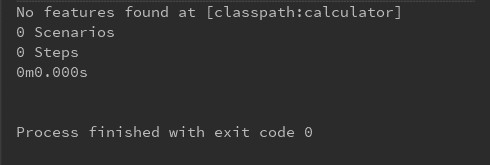 No features found at [classpath:calculator]
0 Scenarios
0 Steps
0m0.000s
Process finished with exit code 0